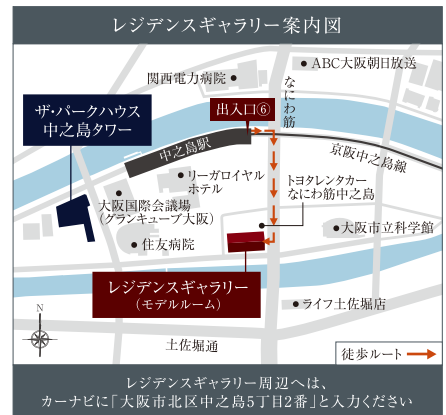 レジデンスギャラリー案内図
ABC大阪朝日放送
関西電力病院
なにわ筋
ザ・パークハウス
中之島タワー
出入口⑥
中之島駅
京阪中之島線
リーガロイヤル
ホテル
トヨタレンタカー
なにわ筋中之島
大阪国際会議場
(グランキューブ大阪)
大阪市立科学館
住友病院
レジデンスギャラリー
(モデルルーム)
ライフ土佐堀店
N
土佐堀通
徒歩ルート
レジデンスギャラリー周辺へは、
カーナビに「大阪市北区中之島5丁目2番」と入力ください